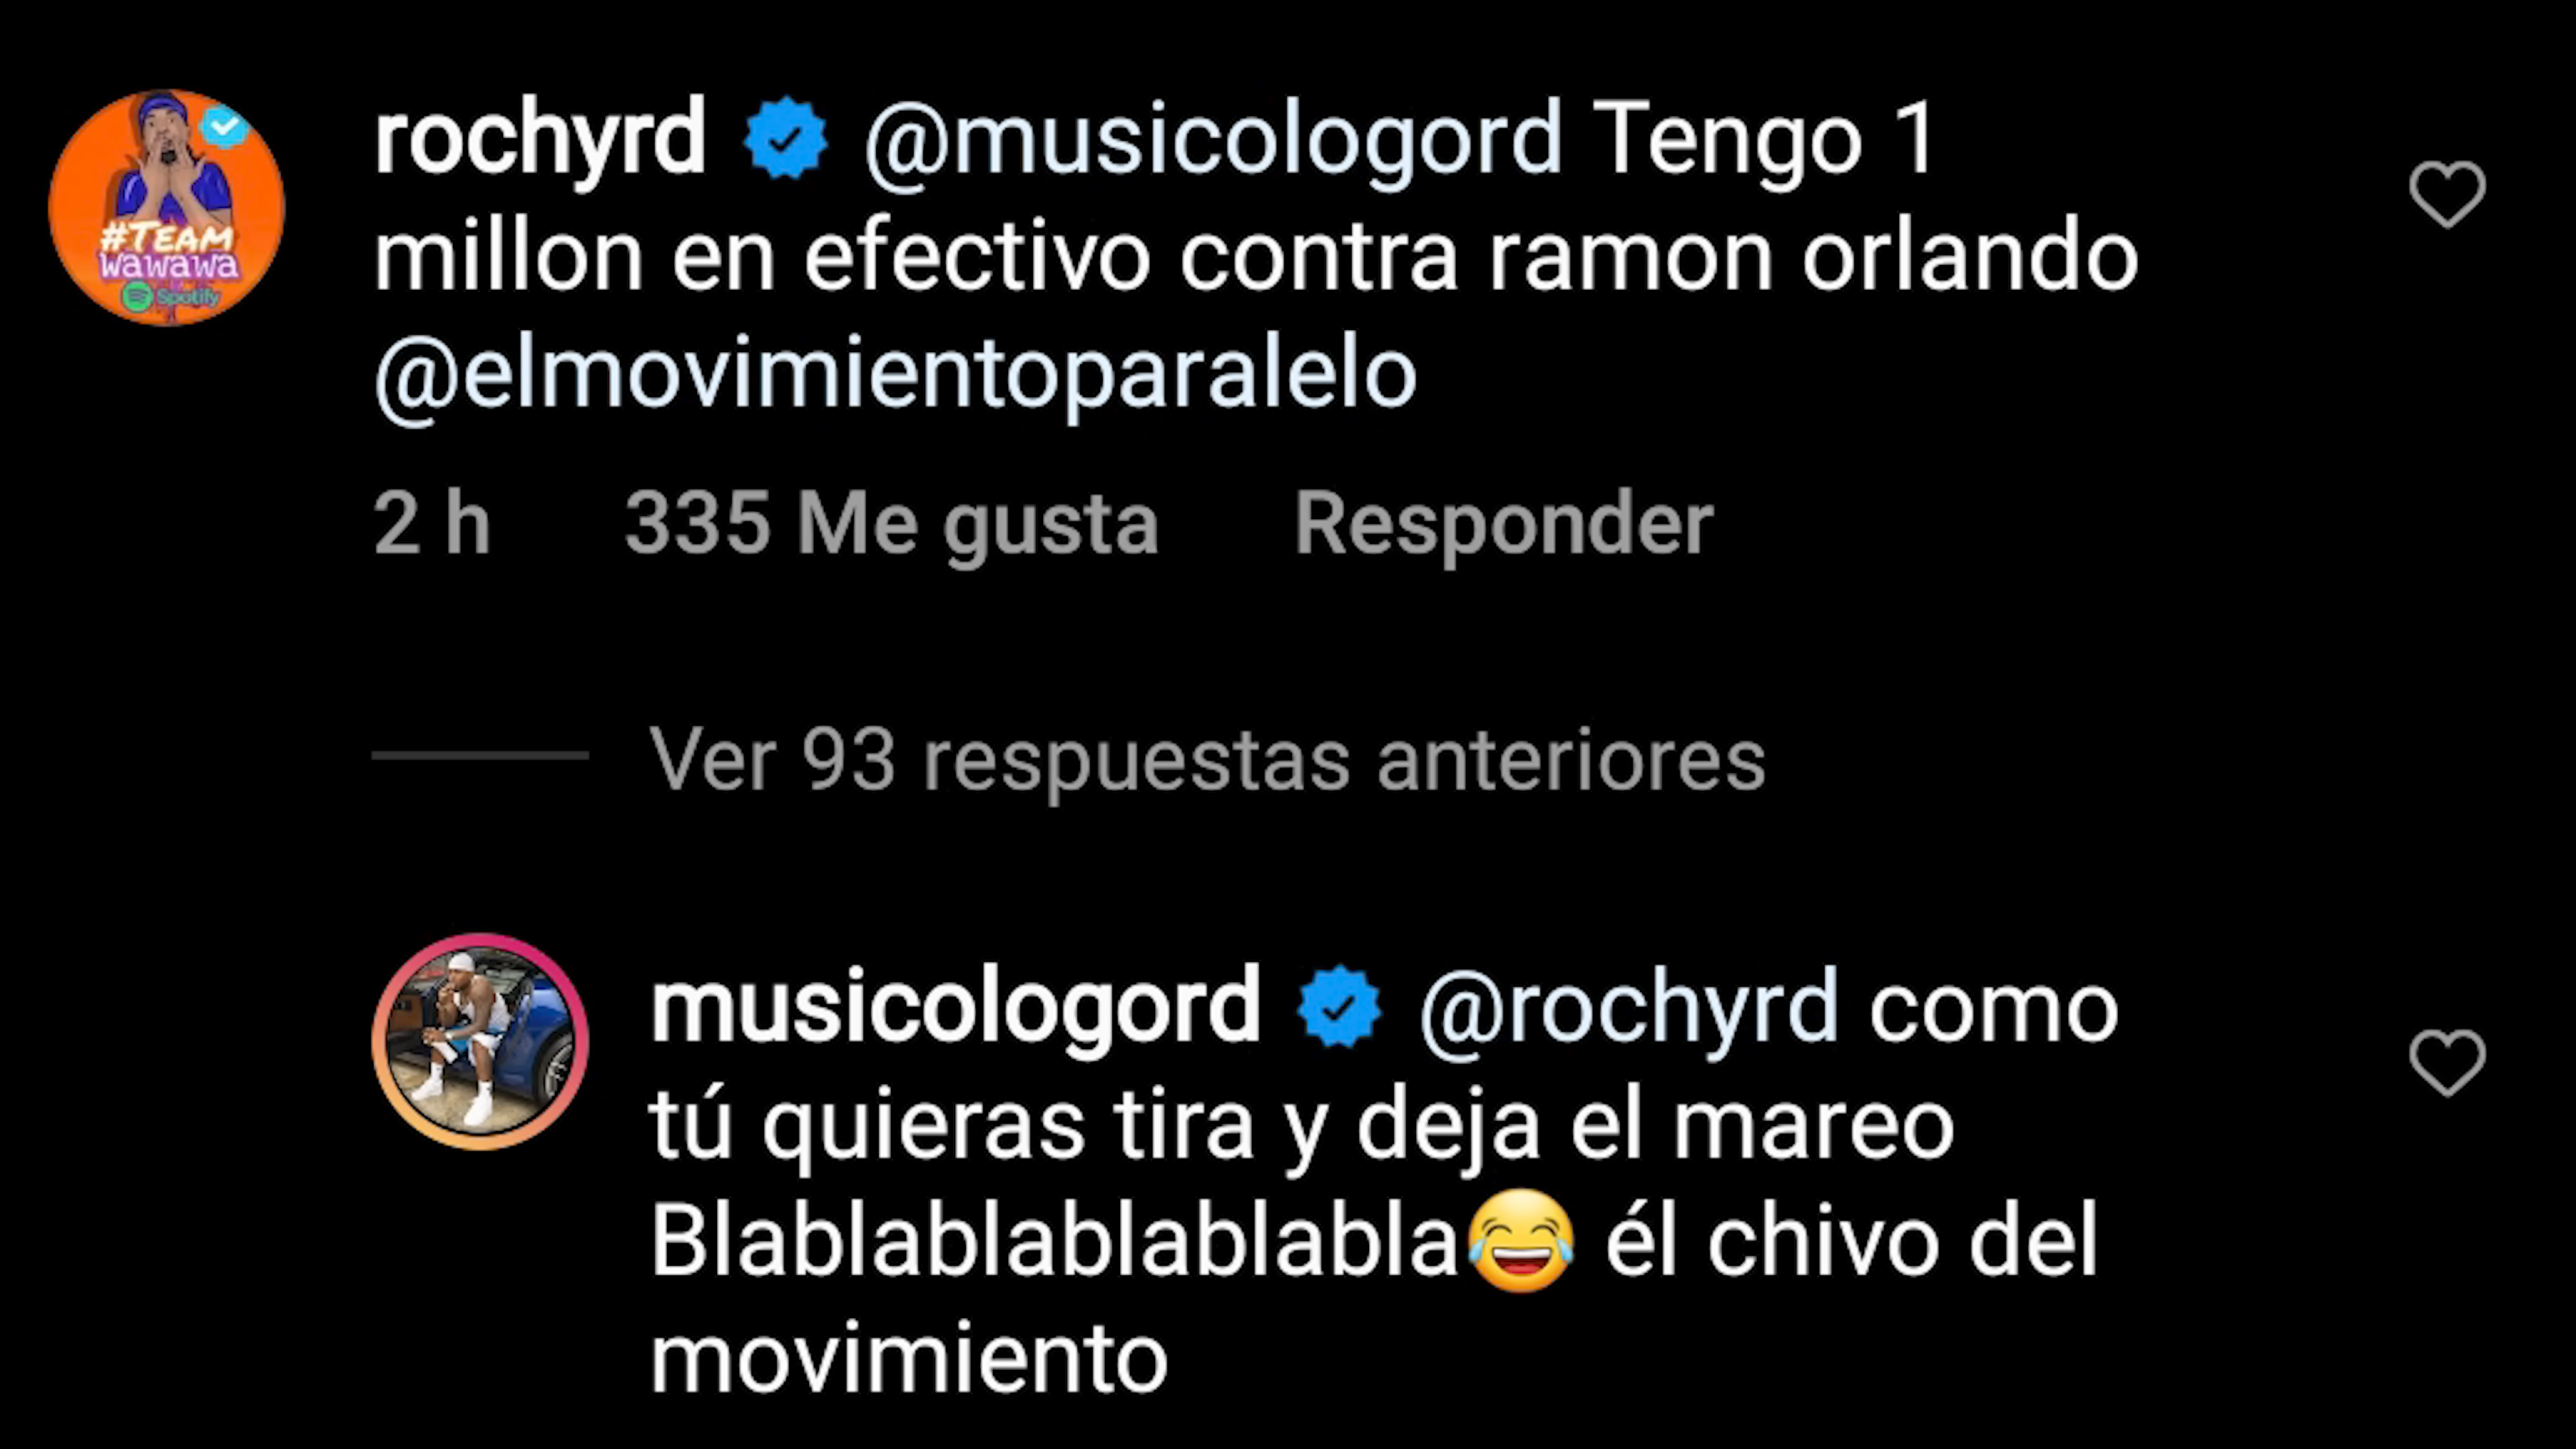 rochyrd @musicologord Tengo 1
millon en efectivo contra ramon orlando
@elmovimientoparalelo
#TEAM
wawawa
Spotify
2 h 335 Me gusta Responder
Ver 93 respuestas anteriores
musicologord @rochyrd como
tú quieras tira y deja el mareo
Blablablablablabla😂 él chivo del
movimiento